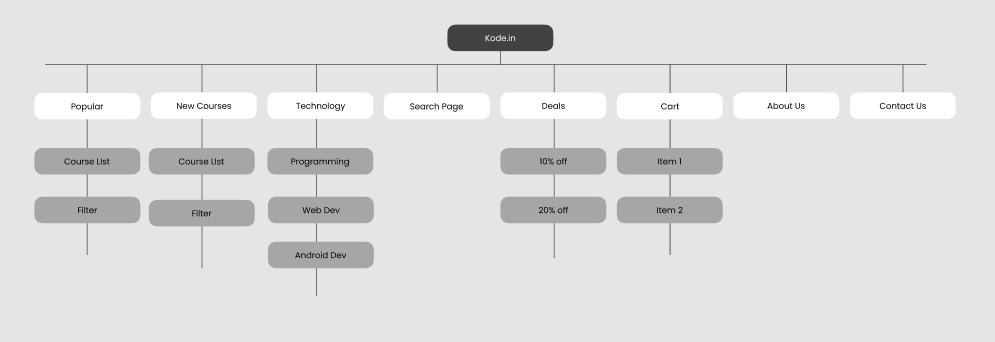 Kode.in
Popular
New Courses
Technology
Search Page
Deals
Cart
About Us
Contact Us
Course LIst
Course LIst
Programming
10% off
Item 1
Filter
Filter
Web Dev
20% off
Item 2
Android Dev